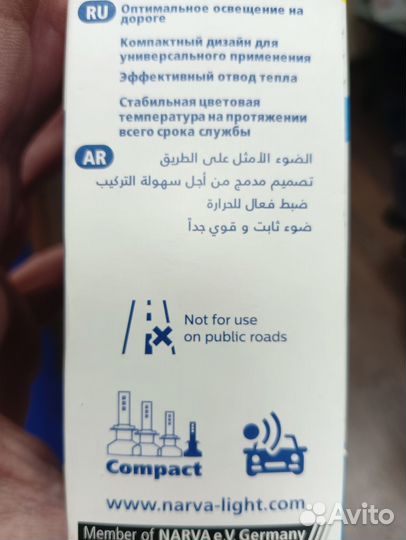 RU Оптимальное освещение на
дороге
Компактный дизайн для
универсального применения
Эффективный отвод тепла
Стабильная цветовая
температура на протяжении
всего срока службы
AR الضوء الأمثل على الطريق
تصميم مدمج من أجل سهولة التركيب
ضبط فعال للحرارة
ضوء ثابت و قوي جداً
Not for use
on public roads
Compact
www.narva-light.com
Member of NARVA e.V. Germany
Avito